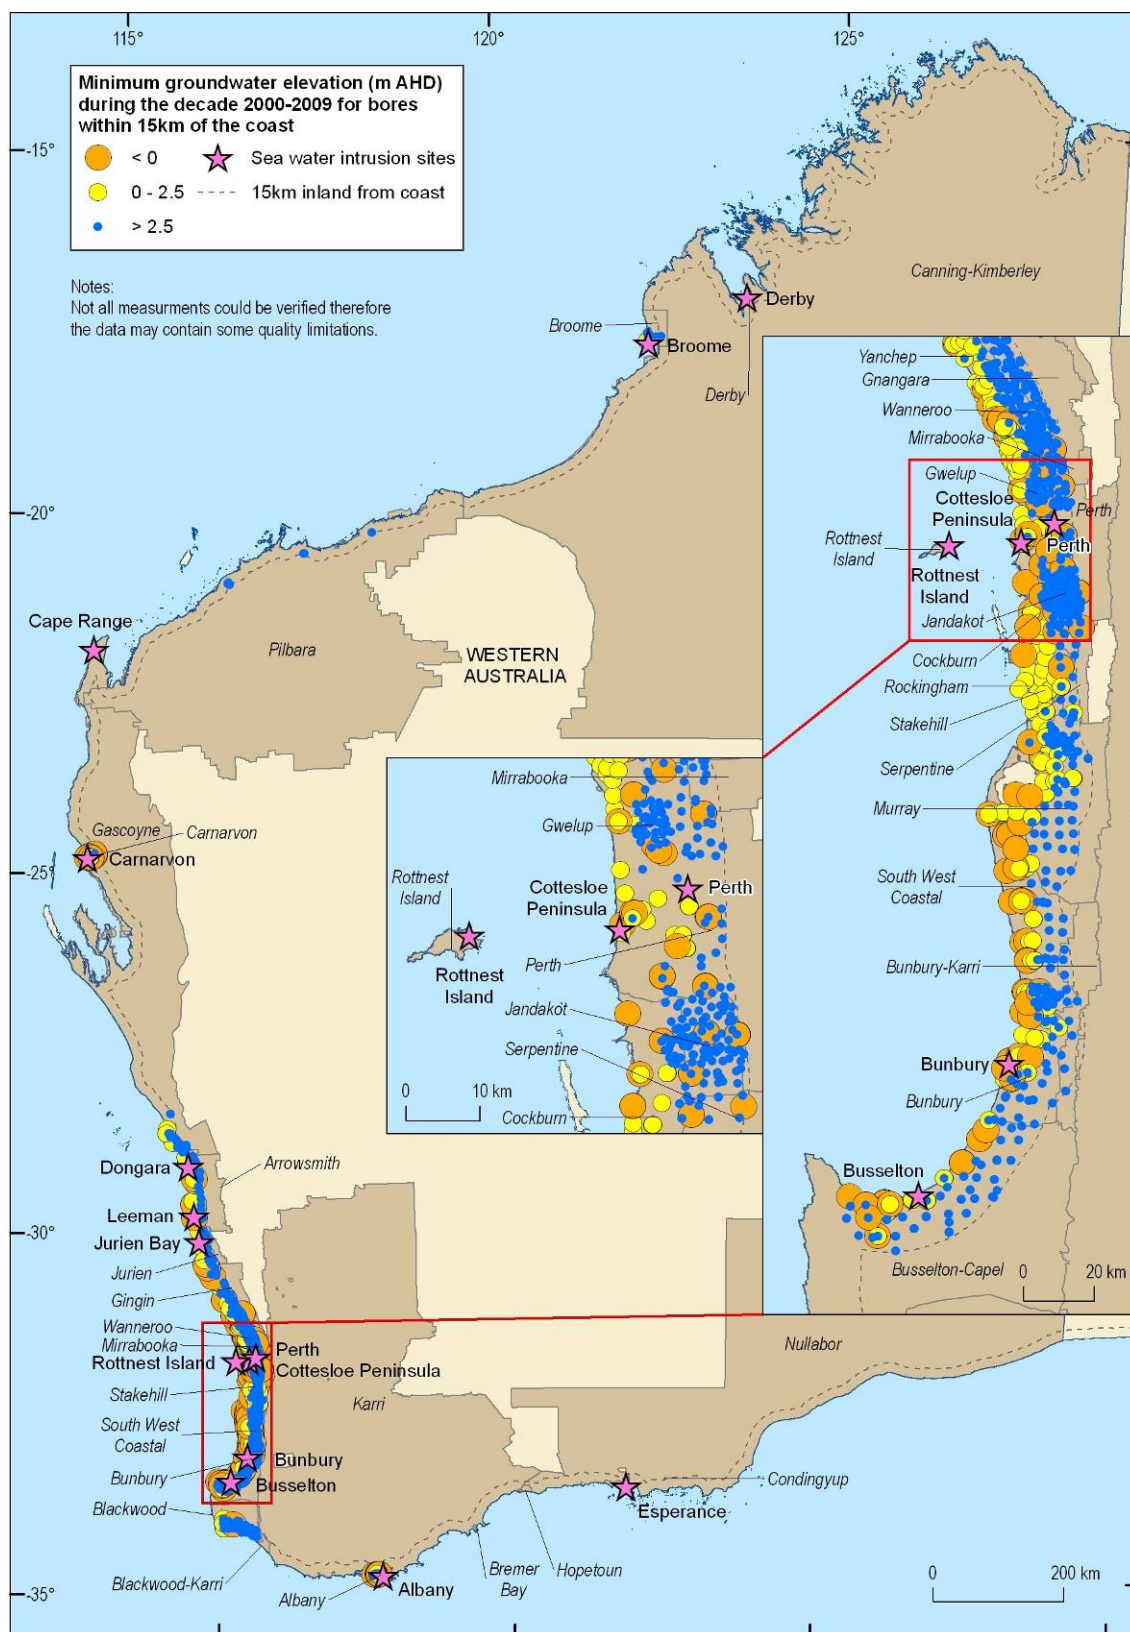 115°
120°
125°
Minimum groundwater elevation (m AHD)
during the decade 2000-2009 for bores
within 15km of the coast
< 0
Sea water intrusion sites
0 - 2.5
15km inland from coast
> 2.5
Notes:
Not all measurments could be verified therefore
the data may contain some quality limitations.
-15°
-20°
-25°
-30°
-35°
Canning-Kimberley
Derby
Broome
Broome
Derby
Cape Range
Pilbara
WESTERN
AUSTRALIA
Gascoyne
Carnarvon
Carnarvon
Dongara
Arrowsmith
Leeman
Jurien Bay
Jurien
Gingin
Wanneroo
Mirrabooka
Perth
Rottnest Island
Cottesloe Peninsula
Stakehill
Karri
South West
Coastal
Bunbury
Bunbury
Busselton
Blackwood
Blackwood-Karri
Albany
Albany
Bremer
Bay
Hopetoun
Esperance
Condingyup
Nullabor
0
200 km
Mirrabooka
Gwelup
Rottnest
Island
Cottesloe
Peninsula
Perth
Rottnest
Island
Perth
Jandakot
Serpentine
0
10 km
Cockburn
Yanchep
Gnangara
Wanneroo
Mirrabooka
Gwelup
Cottesloe
Peninsula
Perth
Rottnest
Island
Perth
Rottnest
Island
Jandakot
Cockburn
Rockingham
Stakehill
Serpentine
Murray
South West
Coastal
Bunbury-Karri
Bunbury
Bunbury
Busselton
Busselton-Capel
0
20 km